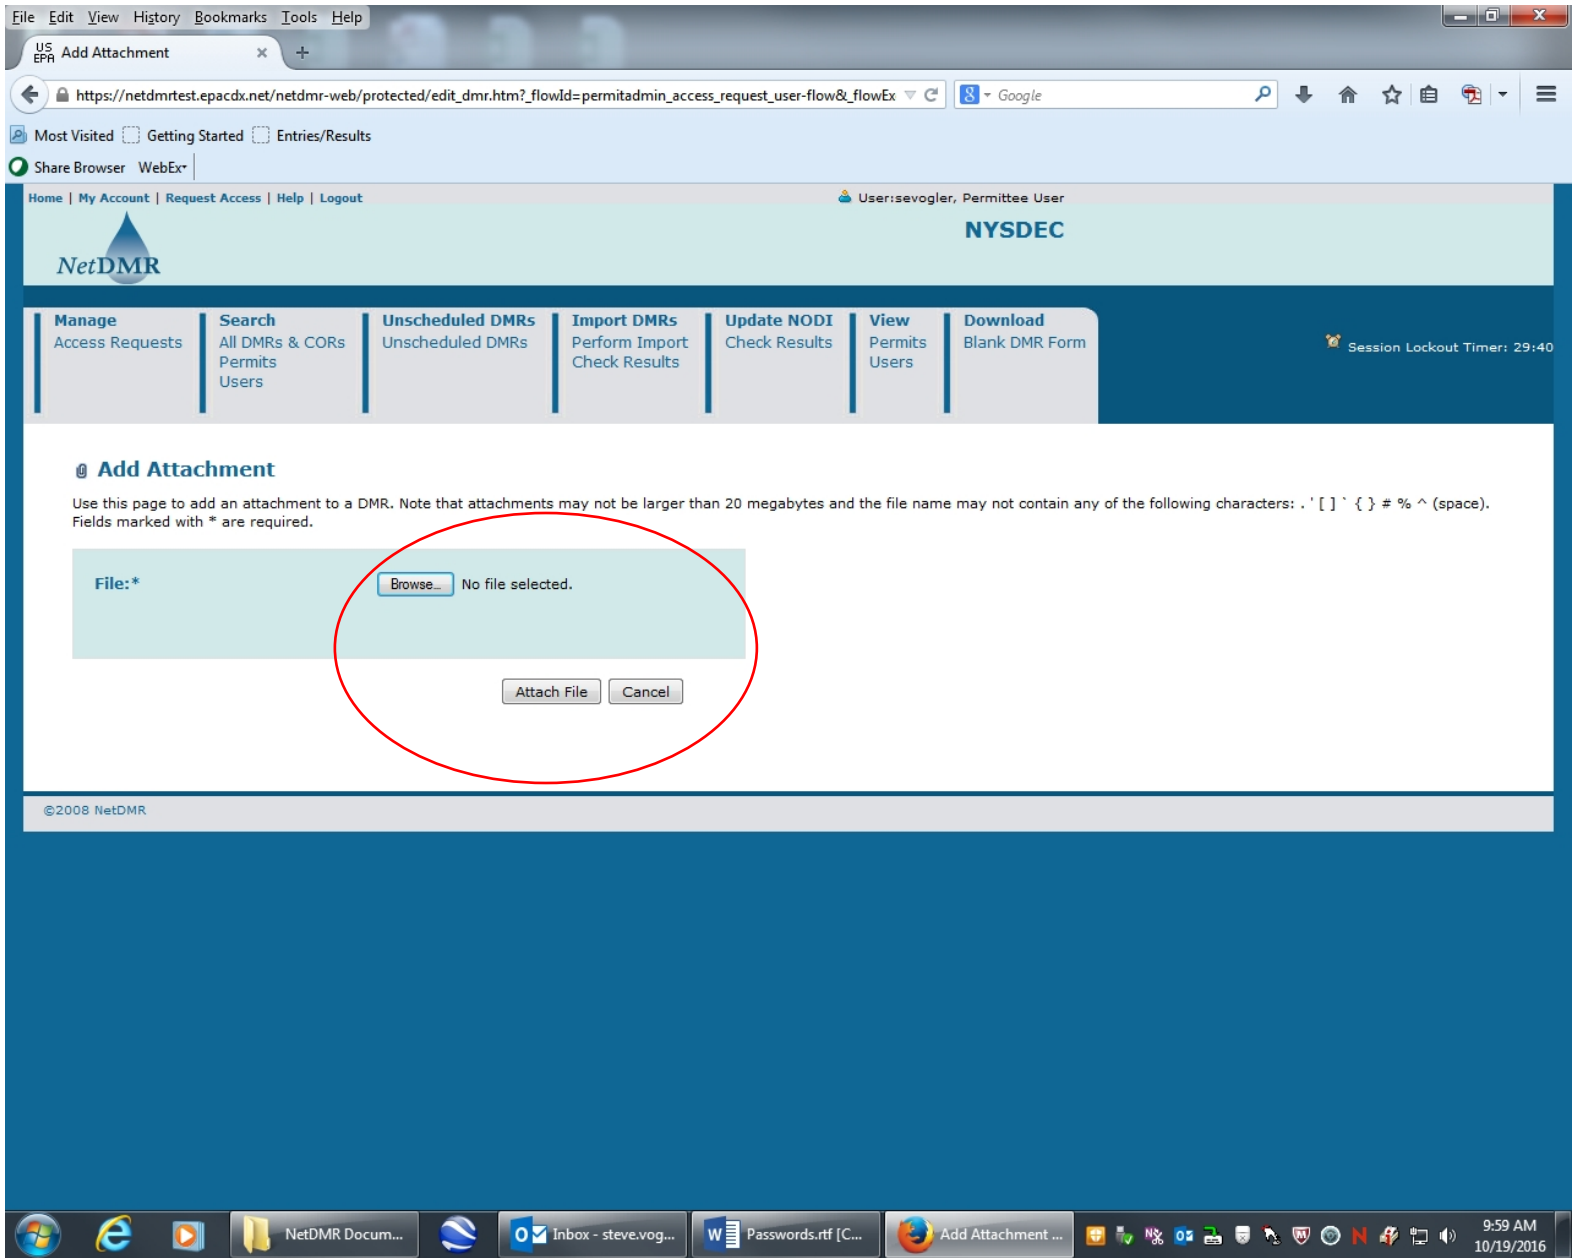 File Edit View History Bookmarks Tools Help
US EPA Add Attachment × +
https://netdmrtest.epacdx.net/netdmr-web/protected/edit_dmr.htm?_flowId=permitadmin_access_request_user-flow&_flowEx 8 Google
Most Visited Getting Started Entries/Results
Share Browser WebEx
Home | My Account | Request Access | Help | Logout User:sevogler, Permittee User
NYSDEC
NetDMR
Manage Search Unscheduled DMRs Import DMRs Update NODI View Download
Access Requests All DMRs & CORs Unscheduled DMRs Perform Import Check Results Permits Blank DMR Form
Session Lockout Timer: 29:40
Permits Check Results Users
Users
Add Attachment
Use this page to add an attachment to a DMR. Note that attachments may not be larger than 20 megabytes and the file name may not contain any of the following characters: . ' [ ] ` { } # % ^ (space).
Fields marked with * are required.
File:* Browse... No file selected.
Attach File Cancel
©2008 NetDMR
NetDMR Docum... Inbox - steve.vog... Passwords.rtf [C... Add Attachment ... 9:59 AM
10/19/2016